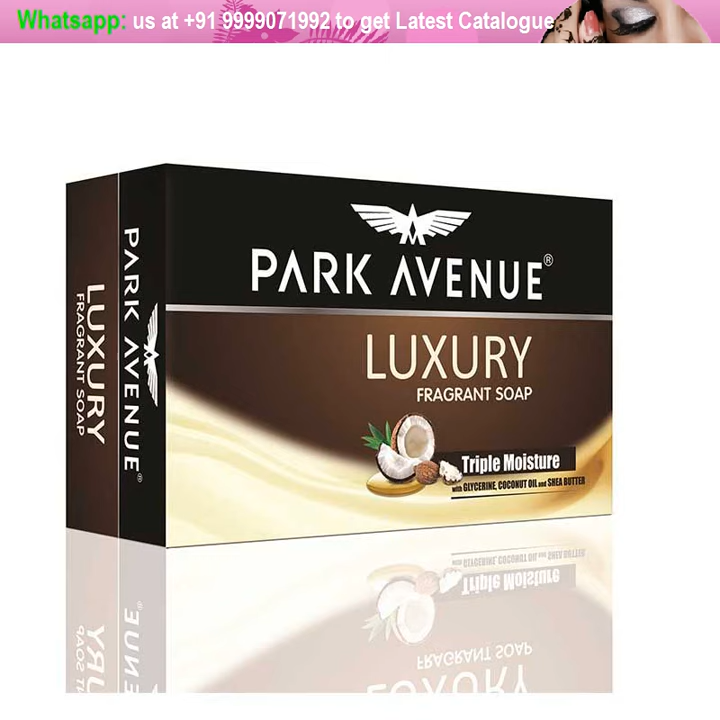 Whatsapp: us at +91 9999071992 to get Latest Catalogue
PARK AVENUE®
LUXURY
FRAGRANT SOAP
Triple Moisture
with GLYCERINE, COCONUT OIL and SHEA BUTTER
PARK AVENUE®
LUXURY
FRAGRANT SOAP